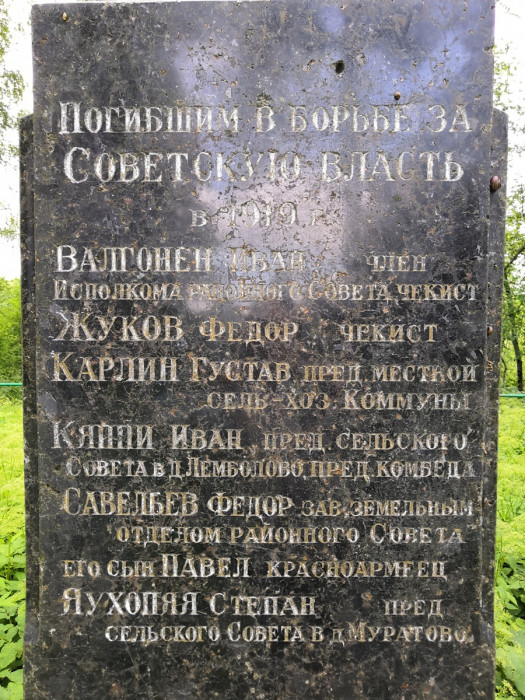 Погибшим в борьбе за
Советскую власть
в 1919 г.
Валгонен Иван член
Исполкома районного Совета, чекист
Жуков Федор чекист
Карлин Густав пред. местной
сель-хоз. Коммуны
Кяппи Иван пред. сельского
Совета в д. Лемболово, пред. комбеда
Савельев Федор зав. земельным
отделом районного Совета
его сын Павел красноармеец
Яухопяя Степан пред
сельского Совета в д. Муратово